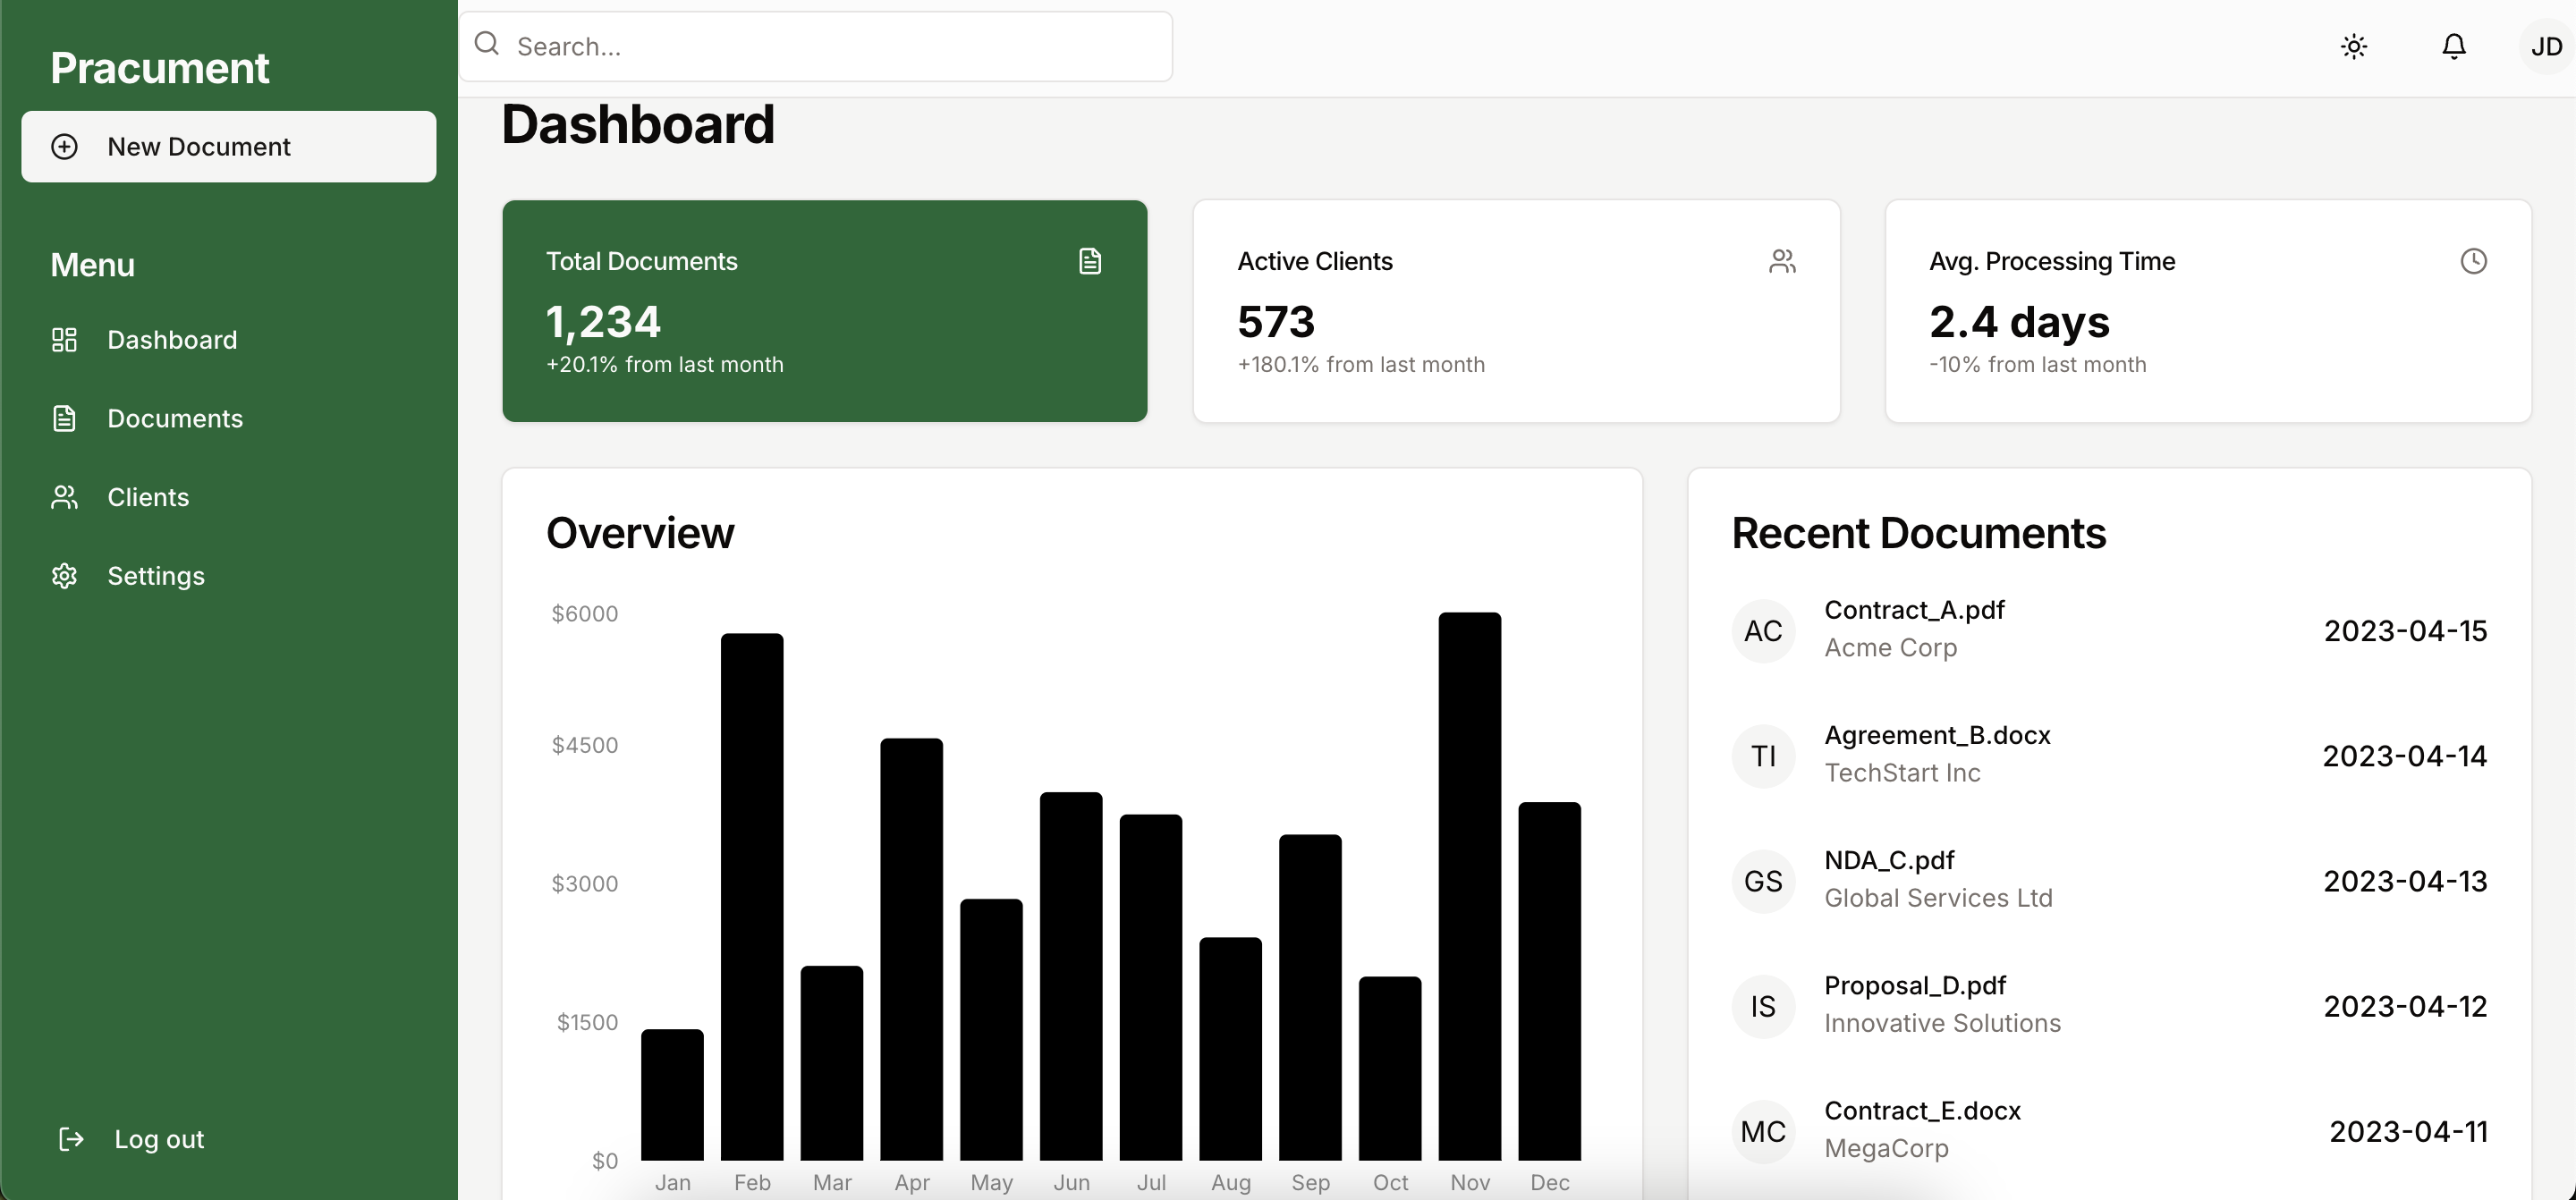 Pracument
New Document
Menu
Dashboard
Documents
Clients
Settings
Log out
Search...
JD
Dashboard
Total Documents
1,234
+20.1% from last month
Active Clients
573
+180.1% from last month
Avg. Processing Time
2.4 days
-10% from last month
Overview
$6000
$4500
$3000
$1500
$0
Jan Feb Mar Apr May Jun Jul Aug Sep Oct Nov Dec
Recent Documents
AC
Contract_A.pdf
Acme Corp
2023-04-15
TI
Agreement_B.docx
TechStart Inc
2023-04-14
GS
NDA_C.pdf
Global Services Ltd
2023-04-13
IS
Proposal_D.pdf
Innovative Solutions
2023-04-12
MC
Contract_E.docx
MegaCorp
2023-04-11